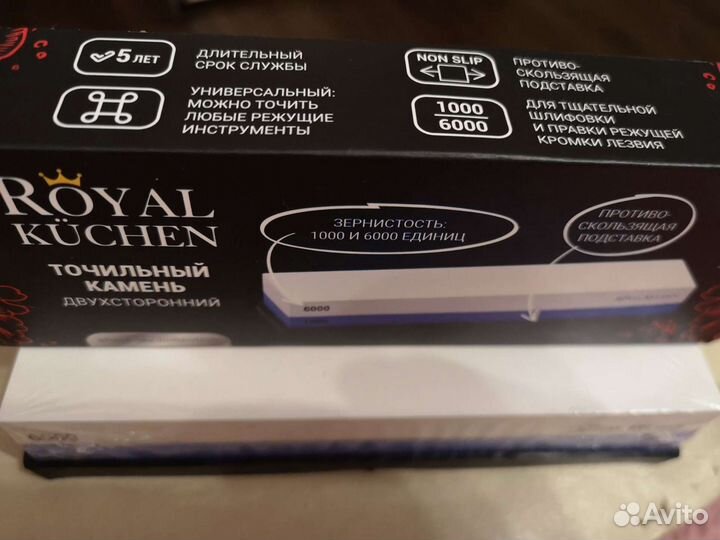 5 ЛЕТ
ДЛИТЕЛЬНЫЙ
СРОК СЛУЖБЫ
NON SLIP
ПРОТИВО-
СКОЛЬЗЯЩАЯ
ПОДСТАВКА
УНИВЕРСАЛЬНЫЙ:
МОЖНО ТОЧИТЬ
ЛЮБЫЕ РЕЖУЩИЕ
ИНСТРУМЕНТЫ
1000
6000
ДЛЯ ТЩАТЕЛЬНОЙ
ШЛИФОВКИ
И ПРАВКИ РЕЖУЩЕЙ
КРОМКИ ЛЕЗВИЯ
ROYAL
KÜCHEN
ТОЧИЛЬНЫЙ
КАМЕНЬ
ДВУХСТОРОННИЙ
ЗЕРНИСТОСТЬ:
1000 И 6000 ЕДИНИЦ
ПРОТИВО-
СКОЛЬЗЯЩАЯ
ПОДСТАВКА
6000
1000
Avito